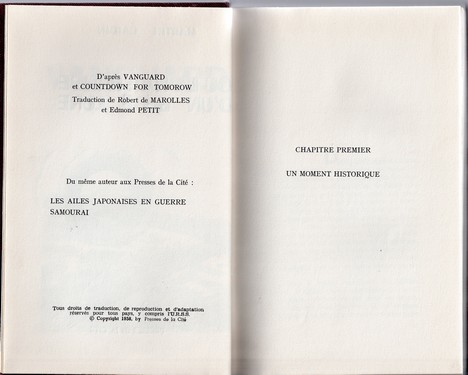 D'après VANGUARD
et COUNTDOWN FOR TOMOROW
Traduction de Robert de MAROLLES
et Edmond PETIT
Du même auteur aux Presses de la Cité :
LES AILES JAPONAISES EN GUERRE
SAMOURAI
Tous droits de traduction, de reproduction et d'adaptation
réservés pour tous pays, y compris l'U.R.S.S.
© Copyright 1958, by Presses de la Cité
CHAPITRE PREMIER
UN MOMENT HISTORIQUE